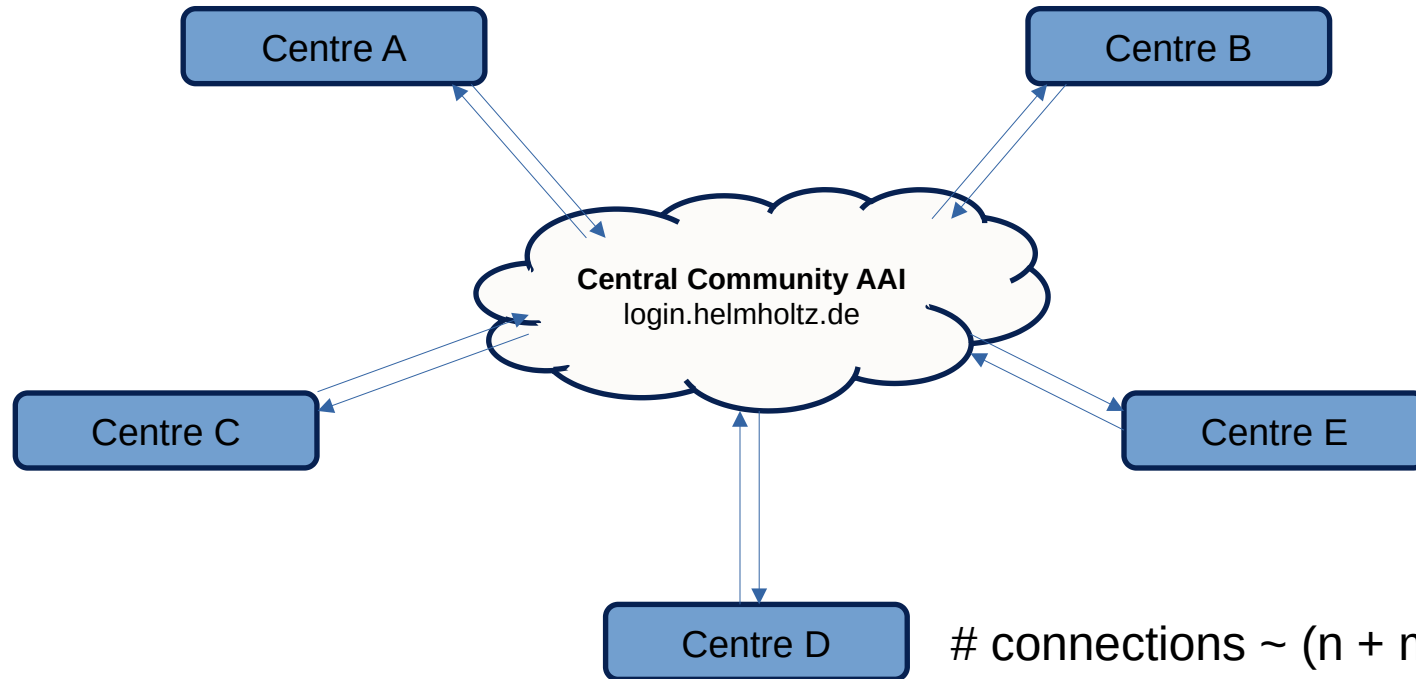 Centre A
Centre B
Central Community AAI
login.helmholtz.de
Centre C
Centre E
Centre D
# connections ~ (n +